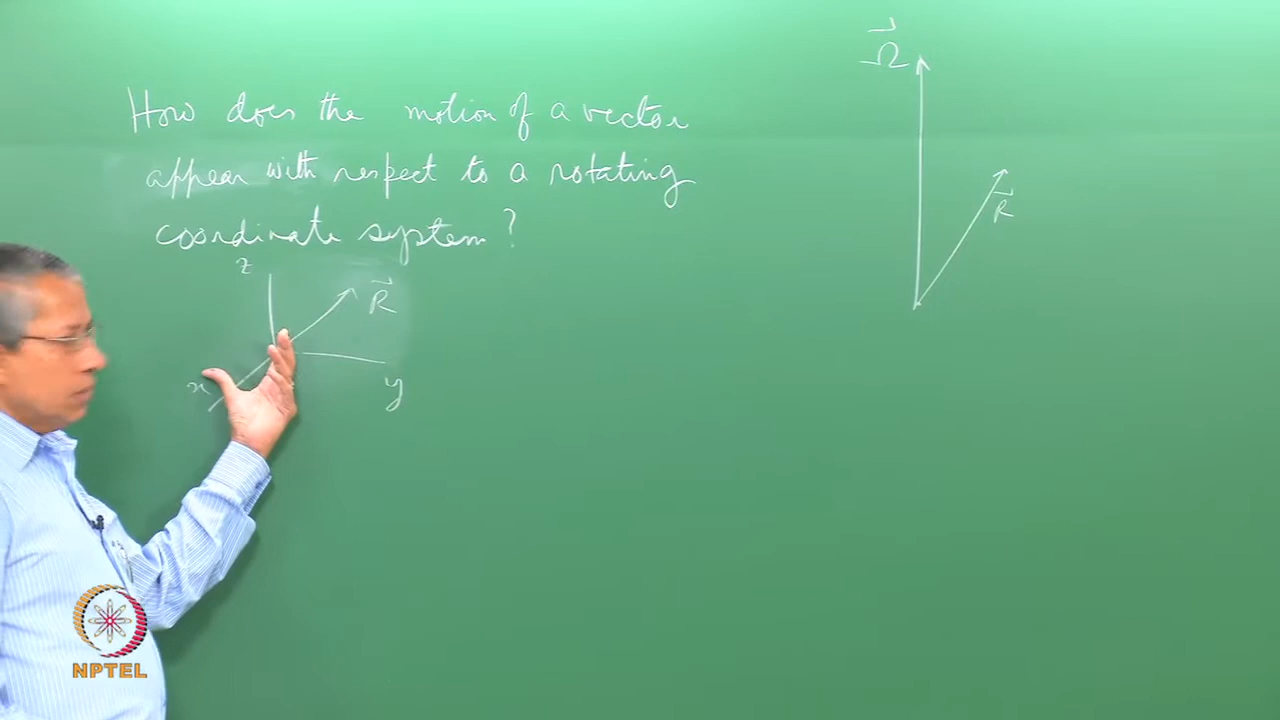 How does the motion of a vector
appear with respect to a rotating
coordinate system?
z
R⃗
x
y
Ω⃗
R⃗
NPTEL